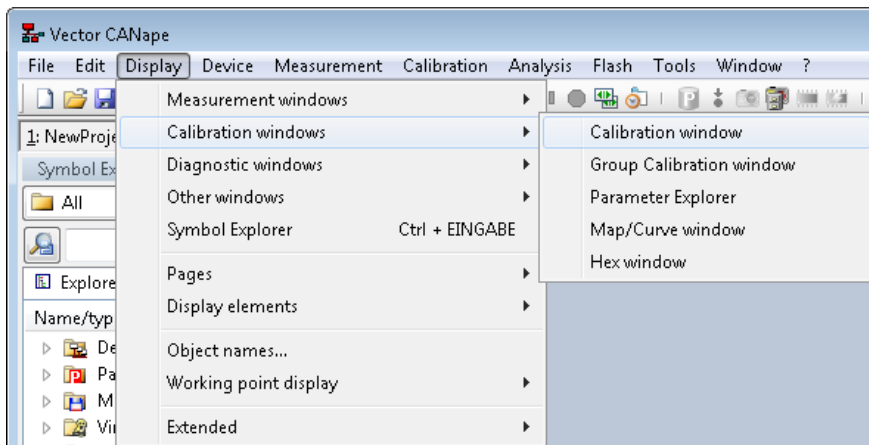 Vector CANape
File Edit Display Device Measurement Calibration Analysis Flash Tools Window ?
Measurement windows
1: NewProje
Calibration windows
Calibration window
Symbol Ex
Diagnostic windows
Group Calibration window
All
Other windows
Parameter Explorer
Symbol Explorer Ctrl + EINGABE
Map/Curve window
Hex window
Explore
Pages
Name/typ
Display elements
De
Object names...
Pa
Working point display
M
Vi
Extended